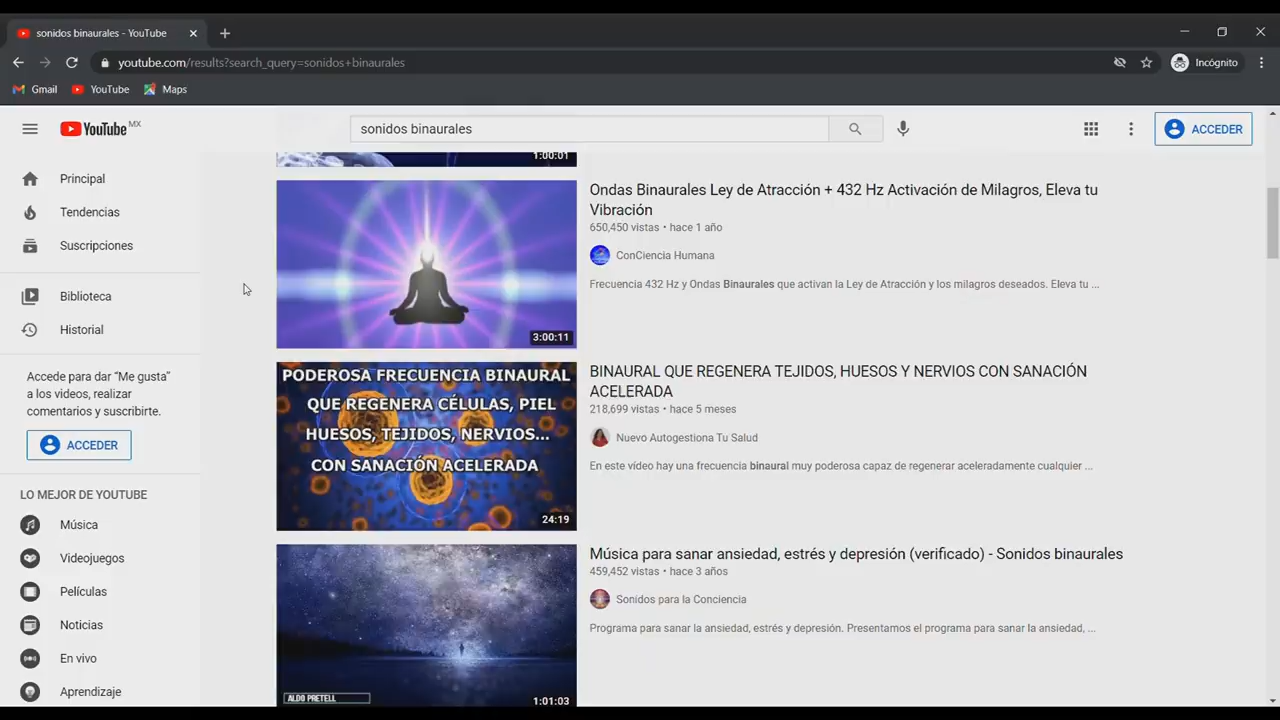 sonidos binaurales - YouTube
youtube.com/results?search_query=sonidos+binaurales
Incógnito
Gmail
YouTube
Maps
YouTube MX
sonidos binaurales
ACCEDER
Principal
Tendencias
Suscripciones
Biblioteca
Historial
Accede para dar “Me gusta”
a los videos, realizar
comentarios y suscribirte.
ACCEDER
LO MEJOR DE YOUTUBE
Música
Videojuegos
Películas
Noticias
En vivo
Aprendizaje
1:00:01
3:00:11
Ondas Binaurales Ley de Atracción + 432 Hz Activación de Milagros, Eleva tu
Vibración
650,450 vistas • hace 1 año
ConCiencia Humana
Frecuencia 432 Hz y Ondas Binaurales que activan la Ley de Atracción y los milagros deseados. Eleva tu ...
PODEROSA FRECUENCIA BINAURAL
QUE REGENERA CÉLULAS, PIEL
HUESOS, TEJIDOS, NERVIOS...
CON SANACIÓN ACELERADA
24:19
BINAURAL QUE REGENERA TEJIDOS, HUESOS Y NERVIOS CON SANACIÓN
ACELERADA
218,699 vistas • hace 5 meses
Nuevo Autogestiona Tu Salud
En este vídeo hay una frecuencia binaural muy poderosa capaz de regenerar aceleradamente cualquier ...
ALDO PRETELL
1:01:03
Música para sanar ansiedad, estrés y depresión (verificado) - Sonidos binaurales
459,452 vistas • hace 3 años
Sonidos para la Conciencia
Programa para sanar la ansiedad, estrés y depresión. Presentamos el programa para sanar la ansiedad, ...